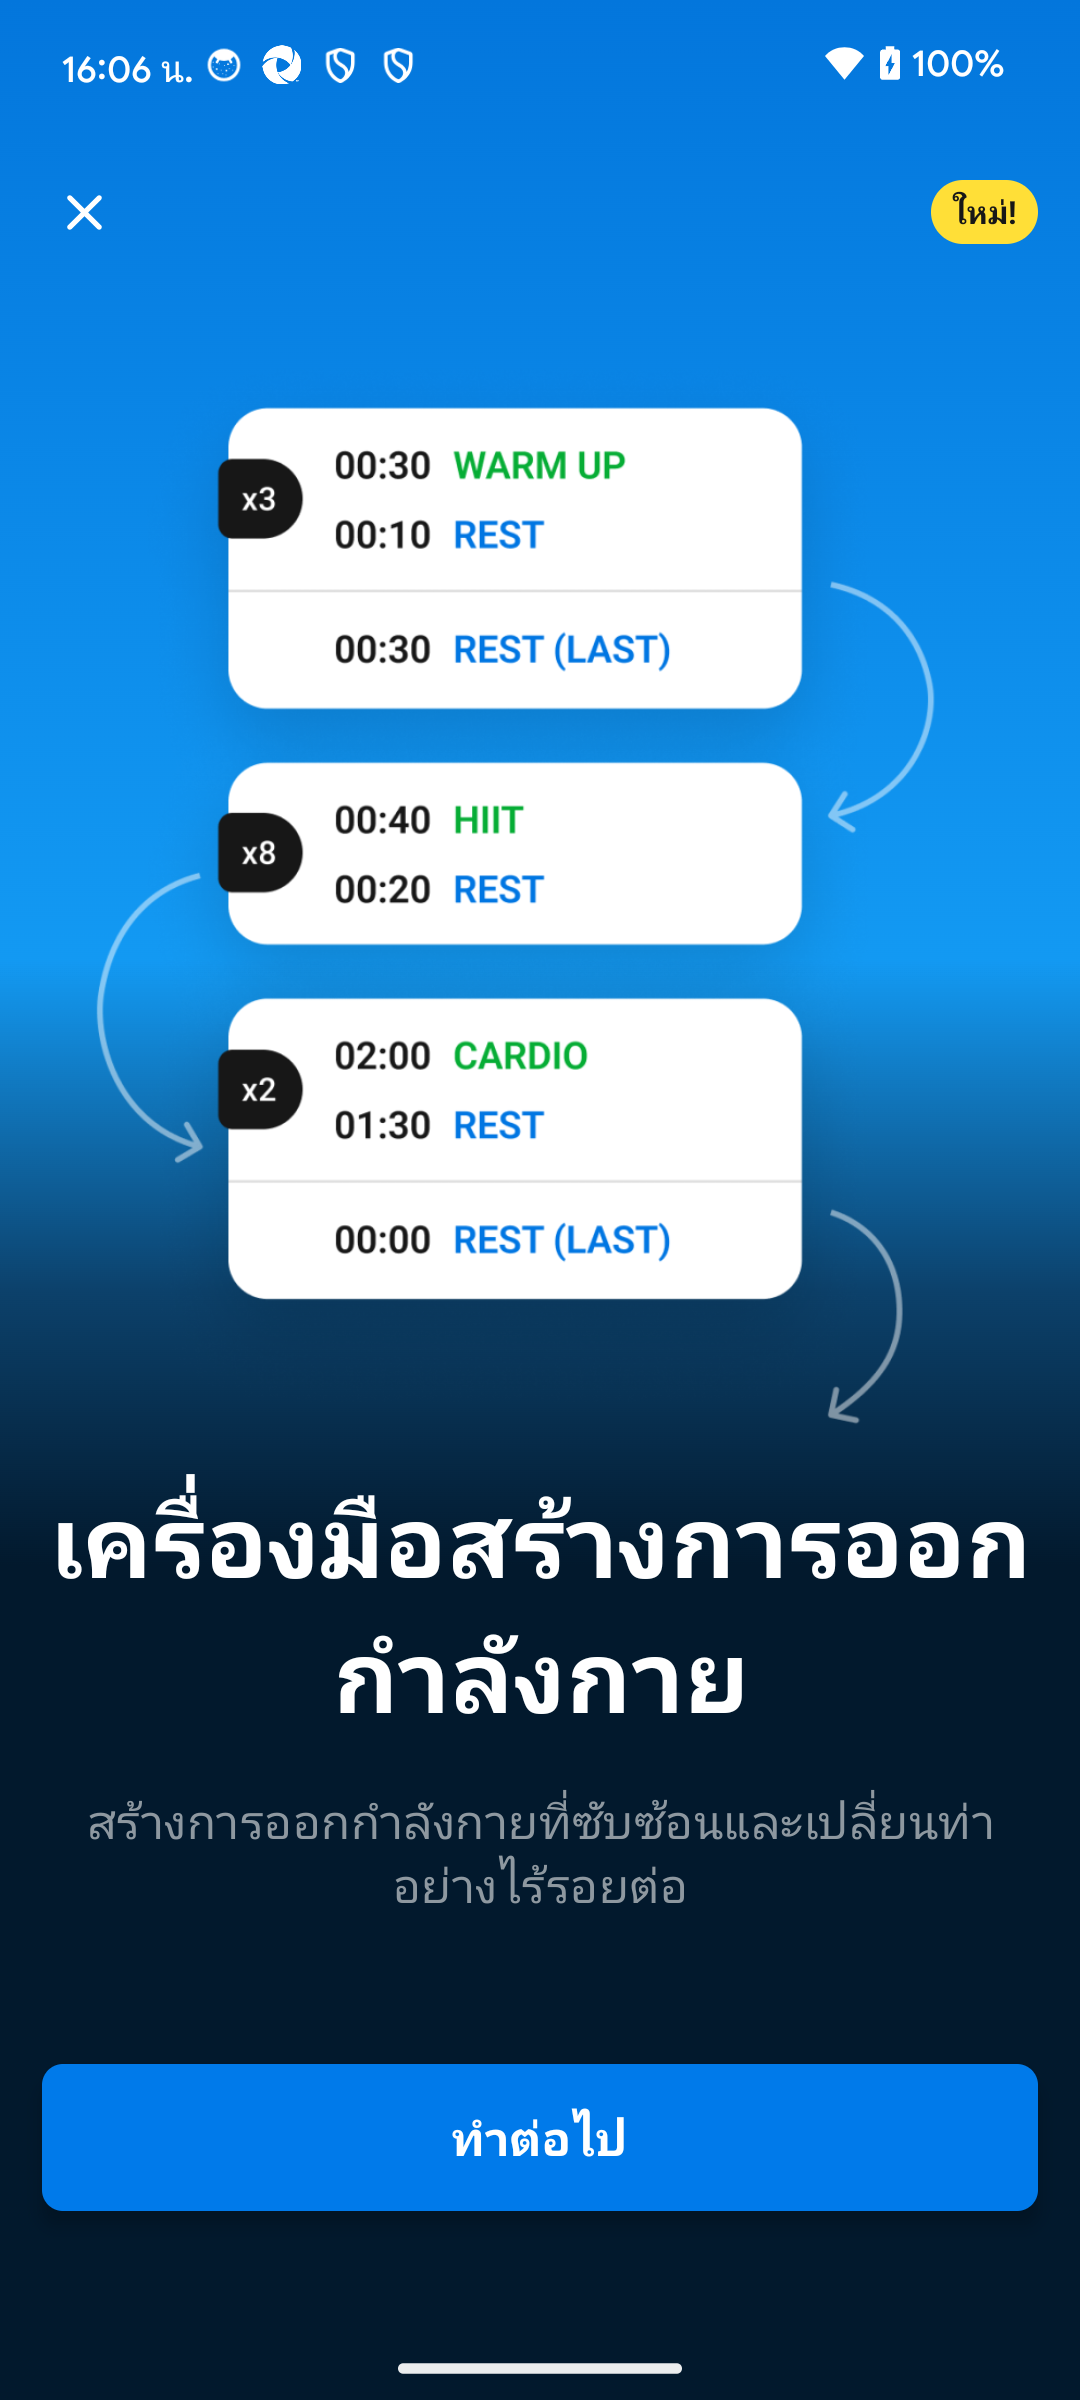 16:06 น.
100%
ใหม่!
00:30 WARM UP
x3
00:10 REST
00:30 REST (LAST)
00:40 HIIT
x8
00:20 REST
02:00 CARDIO
x2
01:30 REST
00:00 REST (LAST)
เครื่องมือสร้างการออก
กำลังกาย
สร้างการออกกำลังกายที่ซับซ้อนและเปลี่ยนท่า
อย่างไร้รอยต่อ
ทำต่อไป